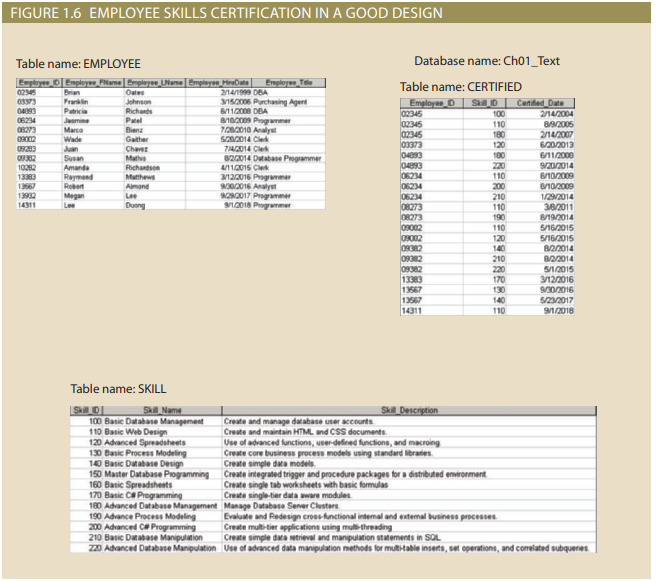 FIGURE 1.6 EMPLOYEE SKILLS CERTIFICATION IN A GOOD DESIGN
Table name: EMPLOYEE
Employee_ID Employee_FName Employee_LName Employee_HireDate Employee_Title
02345 Brian Oates 2/14/1999 DBA
03373 Franklin Johnson 3/15/2006 Purchasing Agent
04893 Patricia Richards 6/11/2008 DBA
06234 Jasmine Patel 8/10/2009 Programmer
08273 Marco Bienz 7/28/2010 Analyst
09002 Wade Gaither 5/20/2014 Clerk
09283 Juan Chavez 7/4/2014 Clerk
09382 Susan Mathis 8/2/2014 Database Programmer
10282 Amanda Richardson 4/11/2015 Clerk
13383 Raymond Matthews 3/12/2016 Programmer
13567 Robert Almond 9/30/2016 Analyst
13932 Megan Lee 9/29/2017 Programmer
14311 Lee Duong 9/1/2018 Programmer
Database name: Ch01_Text
Table name: CERTIFIED
Employee_ID Skill_ID Certified_Date
02345 100 2/14/2004
02345 110 8/9/2005
02345 180 2/14/2007
03373 120 6/20/2013
04893 180 6/11/2008
04893 220 9/20/2014
06234 110 8/10/2009
06234 200 8/10/2009
06234 210 1/29/2014
08273 110 3/8/2011
08273 190 8/19/2014
09002 110 5/16/2015
09002 120 5/16/2015
09382 140 8/2/2014
09382 210 8/2/2014
09382 220 5/1/2015
13383 170 3/12/2016
13567 130 9/30/2016
13567 140 5/23/2017
14311 110 9/1/2018
Table name: SKILL
Skill_ID Skill_Name Skill_Description
100 Basic Database Management Create and manage database user accounts.
110 Basic Web Design Create and maintain HTML and CSS documents.
120 Advanced Spreadsheets Use of advanced functions, user-defined functions, and macroing.
130 Basic Process Modeling Create core business process models using standard libraries.
140 Basic Database Design Create simple data models.
150 Master Database Programming Create integrated trigger and procedure packages for a distributed environment.
160 Basic Spreadsheets Create single tab worksheets with basic formulas
170 Basic C# Programming Create single-tier data aware modules.
180 Advanced Database Management Manage Database Server Clusters.
190 Advance Process Modeling Evaluate and Redesign cross-functional internal and external business processes.
200 Advanced C# Programming Create multi-tier applications using multi-threading
210 Basic Database Manipulation Create simple data retrieval and manipulation statements in SQL.
220 Advanced Database Manipulation Use of advanced data manipulation methods for multi-table inserts, set operations, and correlated subqueries.